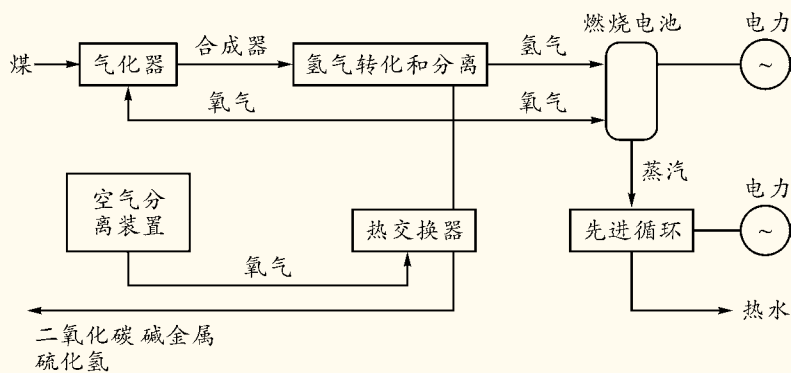 燃烧电池
电力
煤
气化器
合成器
氢气转化和分离
氢气
~
氧气
氧气
蒸汽
电力
空气分
离装置
热交换器
先进循环
~
氧气
热水
二氧化碳 碱金属
硫化氢